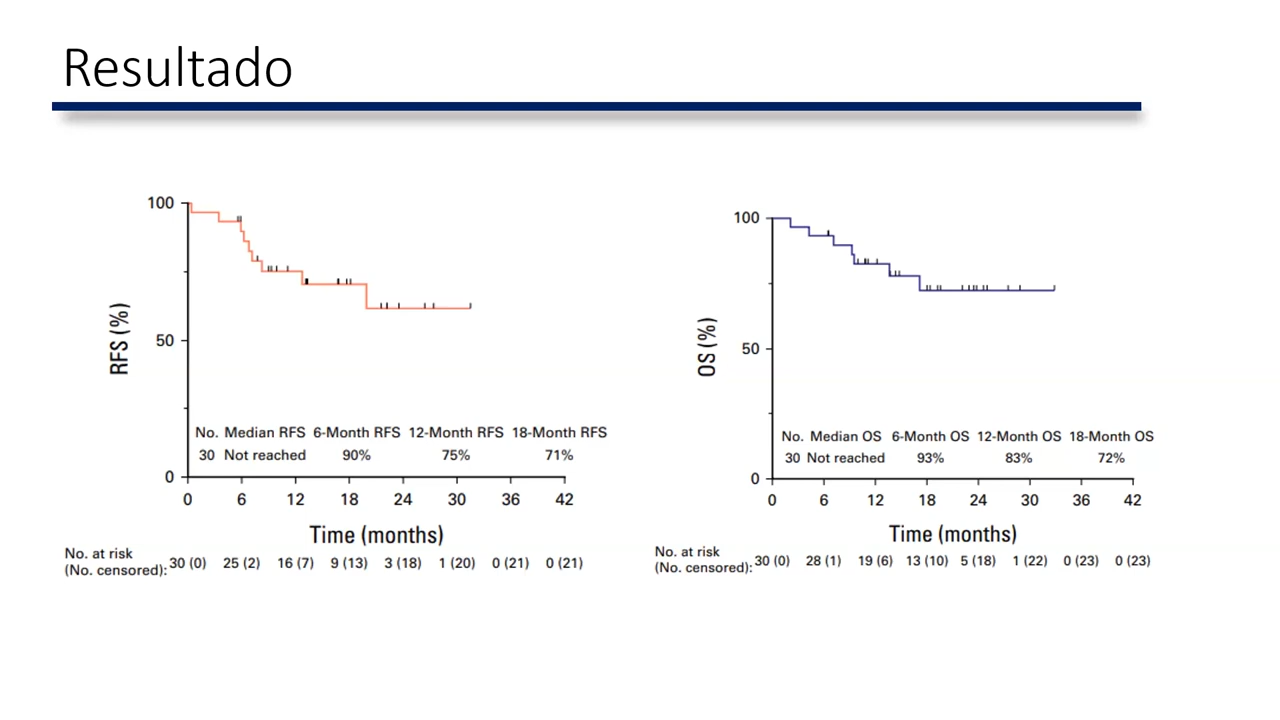 Resultado
100
50
0
RFS (%)
No. Median RFS 6-Month RFS 12-Month RFS 18-Month RFS
30 Not reached 90% 75% 71%
0 6 12 18 24 30 36 42
Time (months)
No. at risk
(No. censored): 30 (0) 25 (2) 16 (7) 9 (13) 3 (18) 1 (20) 0 (21) 0 (21)
100
50
0
OS (%)
No. Median OS 6-Month OS 12-Month OS 18-Month OS
30 Not reached 93% 83% 72%
0 6 12 18 24 30 36 42
Time (months)
No. at risk
(No. censored): 30 (0) 28 (1) 19 (6) 13 (10) 5 (18) 1 (22) 0 (23) 0 (23)